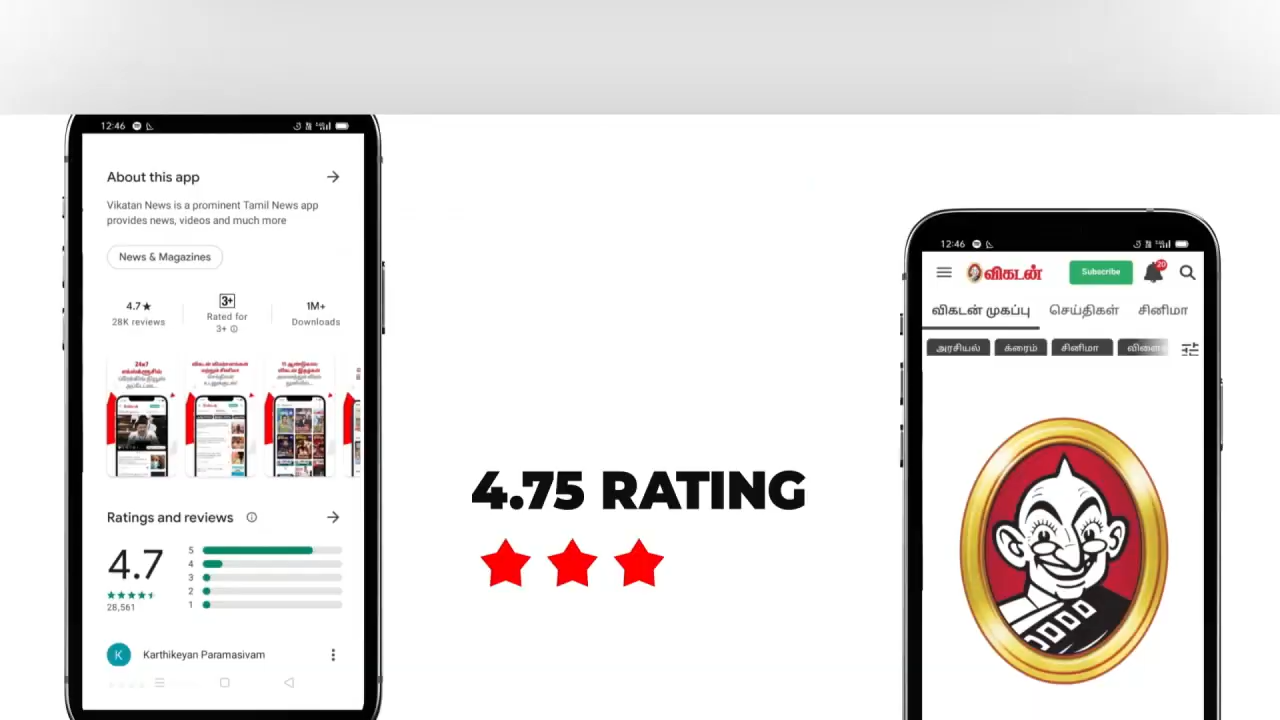 12:46
About this app
Vikatan News is a prominent Tamil News app
provides news, videos and much more
News & Magazines
4.7★
28K reviews
3+
Rated for
3+
1M+
Downloads
24x7
Ratings and reviews
4.7
28,561
5
4
3
2
1
K
Karthikeyan Paramasivam
4.75 RATING
12:46
விகடன்
Subscribe
20
விகடன் முகப்பு
செய்திகள்
சினிமா
அரசியல்
க்ரைம்
சினிமா